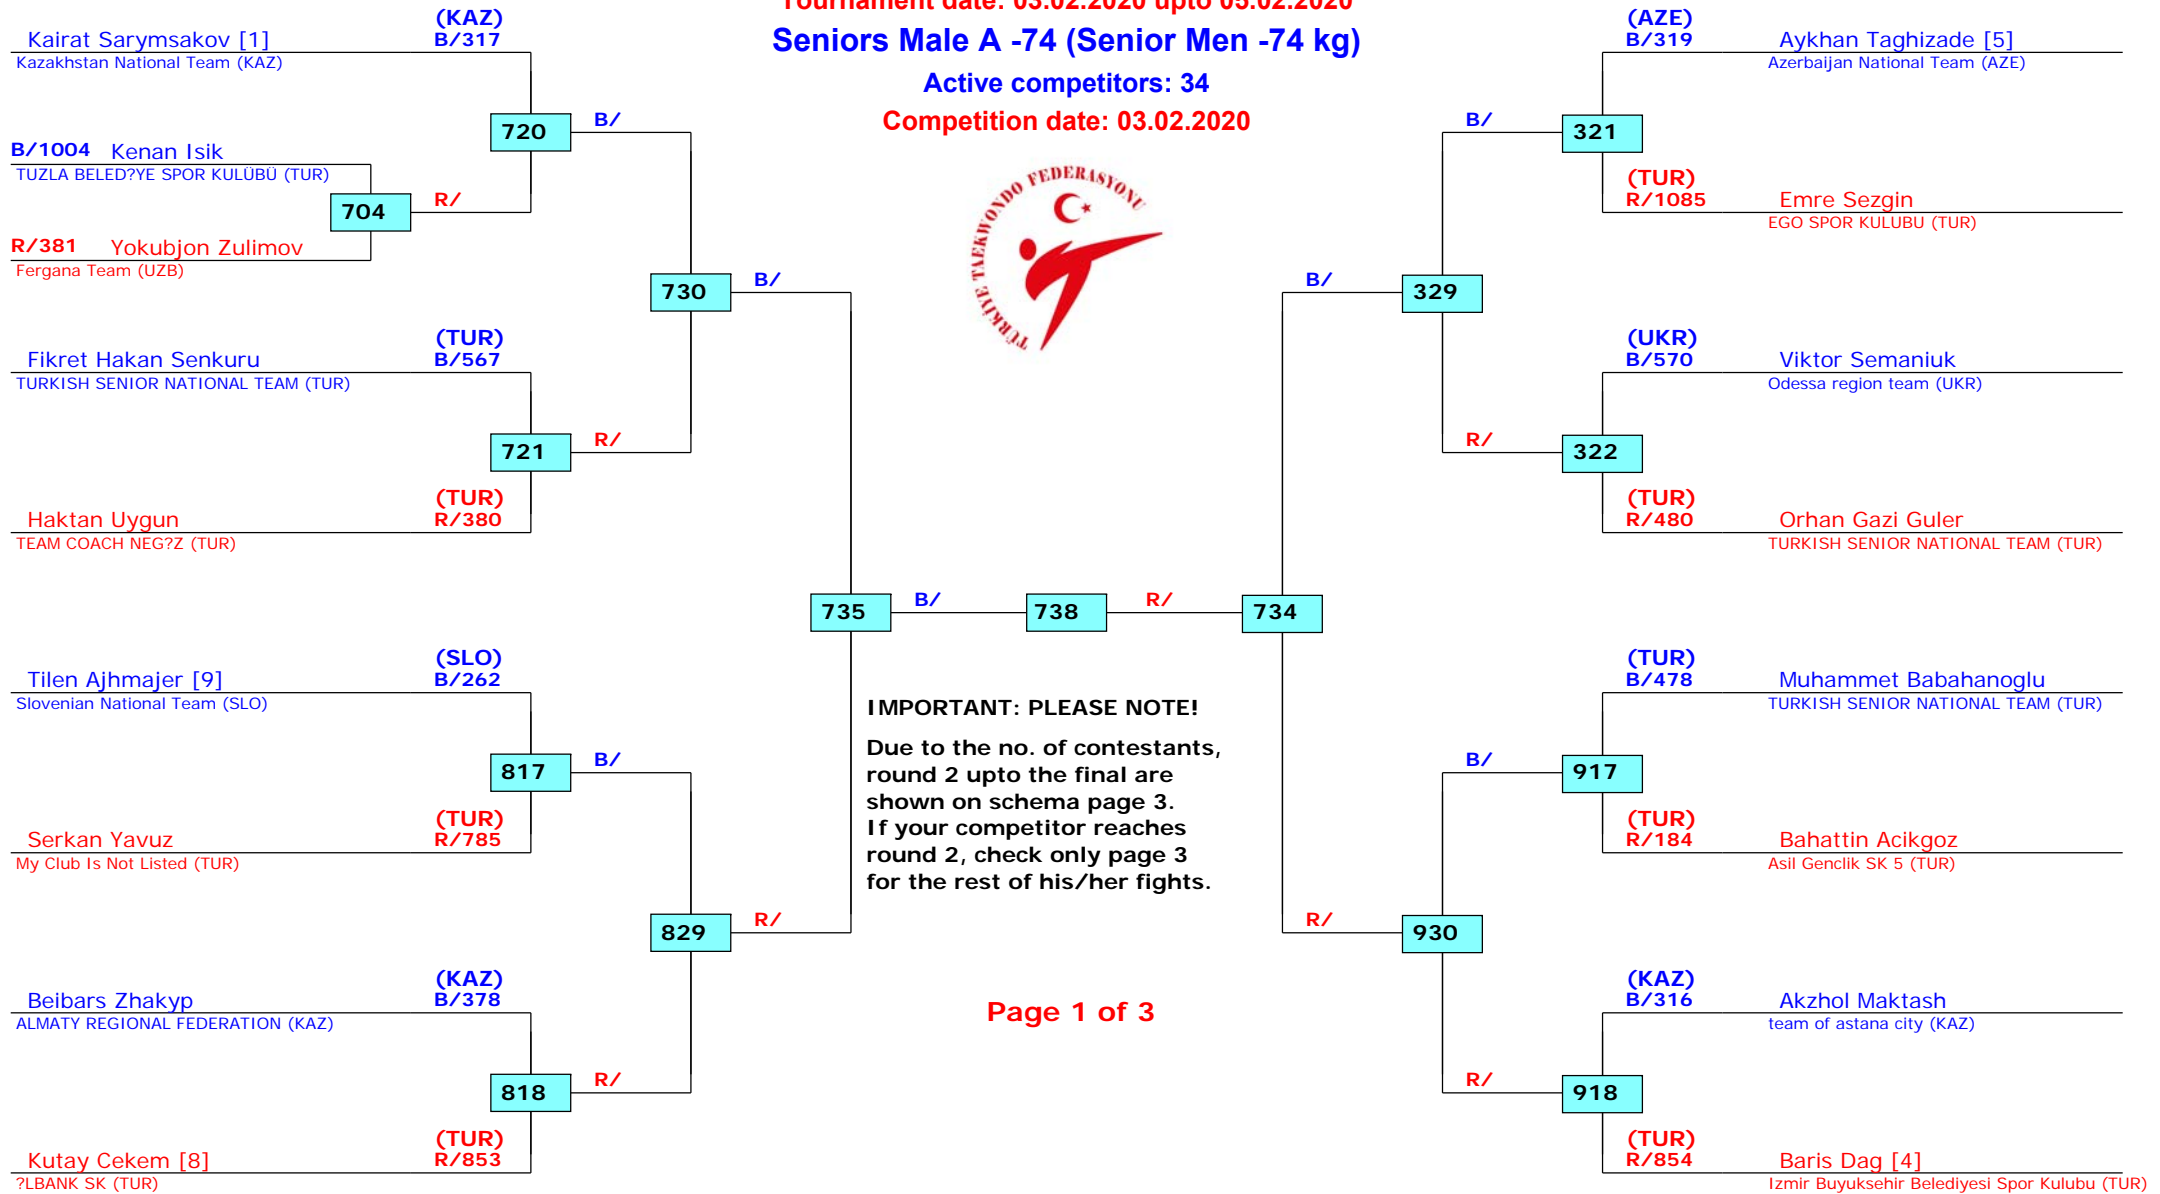 Tournament date: 03.02.2020 upto 05.02.2020
Seniors Male A -74 (Senior Men -74 kg)
Active competitors: 34
Competition date: 03.02.2020
TÜRKİYE TAEKWONDO FEDERASYONU
(KAZ)
Kairat Sarymsakov [1] B/317
Kazakhstan National Team (KAZ)
720 B/
B/1004 Kenan Isik
TUZLA BELED?YE SPOR KULÜBÜ (TUR)
704 R/
R/381 Yokubjon Zulimov
Fergana Team (UZB)
730 B/
(TUR)
Fikret Hakan Senkuru B/567
TURKISH SENIOR NATIONAL TEAM (TUR)
721 R/
(TUR)
Haktan Uygun R/380
TEAM COACH NEG?Z (TUR)
735 B/ 738 R/ 734
(SLO)
Tilen Ajhmajer [9] B/262
Slovenian National Team (SLO)
817 B/
(TUR)
Serkan Yavuz R/785
My Club Is Not Listed (TUR)
829 R/
(KAZ)
Beibars Zhakyp B/378
ALMATY REGIONAL FEDERATION (KAZ)
818 R/
(TUR)
Kutay Cekem [8] R/853
?LBANK SK (TUR)
IMPORTANT: PLEASE NOTE!
Due to the no. of contestants,
round 2 upto the final are
shown on schema page 3.
If your competitor reaches
round 2, check only page 3
for the rest of his/her fights.
Page 1 of 3
(AZE)
B/319 Aykhan Taghizade [5]
Azerbaijan National Team (AZE)
B/ 321
(TUR)
R/1085 Emre Sezgin
EGO SPOR KULUBU (TUR)
B/ 329
(UKR)
B/570 Viktor Semaniuk
Odessa region team (UKR)
R/ 322
(TUR)
R/480 Orhan Gazi Guler
TURKISH SENIOR NATIONAL TEAM (TUR)
(TUR)
B/478 Muhammet Babahanoglu
TURKISH SENIOR NATIONAL TEAM (TUR)
B/ 917
(TUR)
R/184 Bahattin Acikgoz
Asil Genclik SK 5 (TUR)
R/ 930
(KAZ)
B/316 Akzhol Maktash
team of astana city (KAZ)
R/ 918
(TUR)
R/854 Baris Dag [4]
Izmir Buyuksehir Belediyesi Spor Kulubu (TUR)